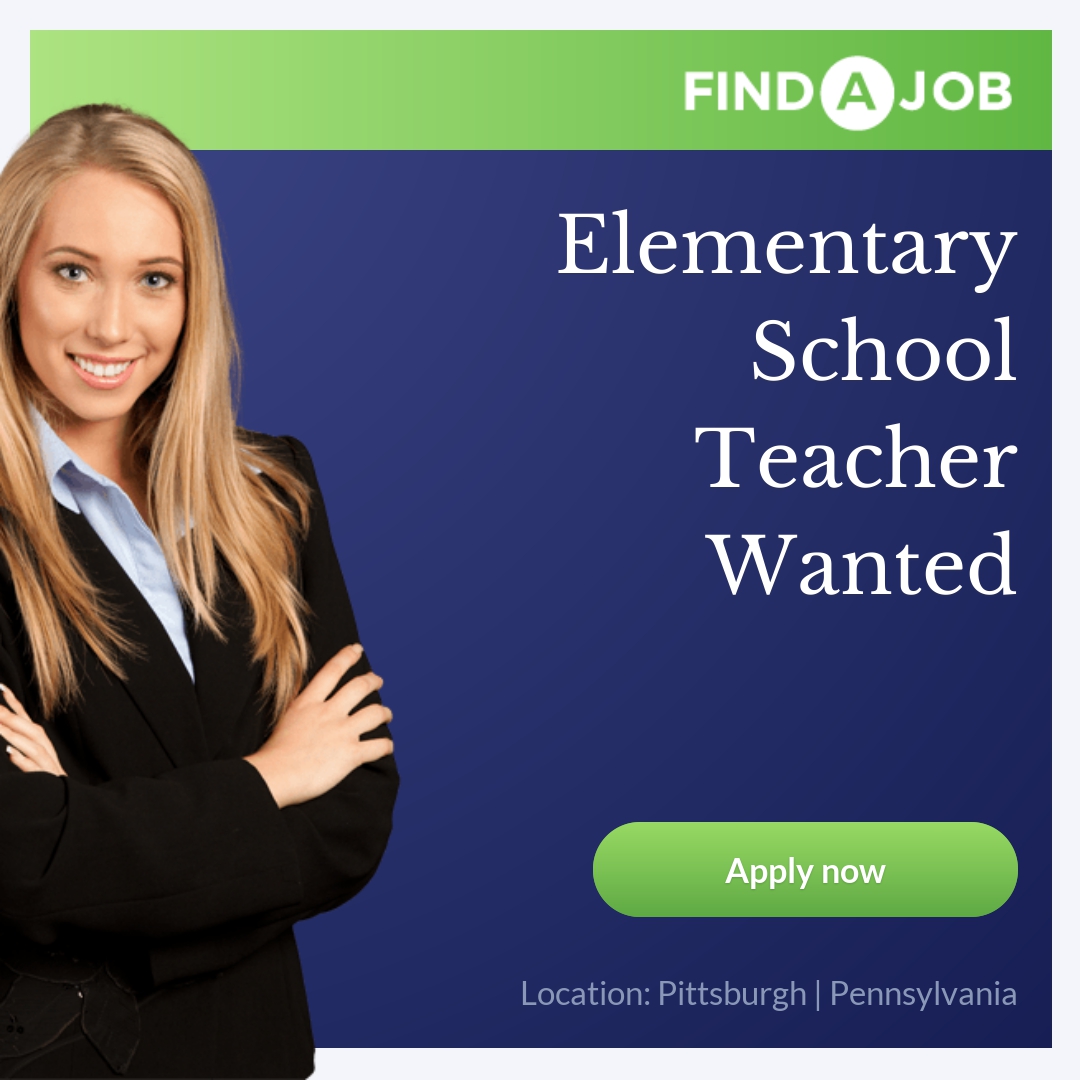 FIND A JOB
Elementary
School
Teacher
Wanted
Apply now
Location: Pittsburgh | Pennsylvania